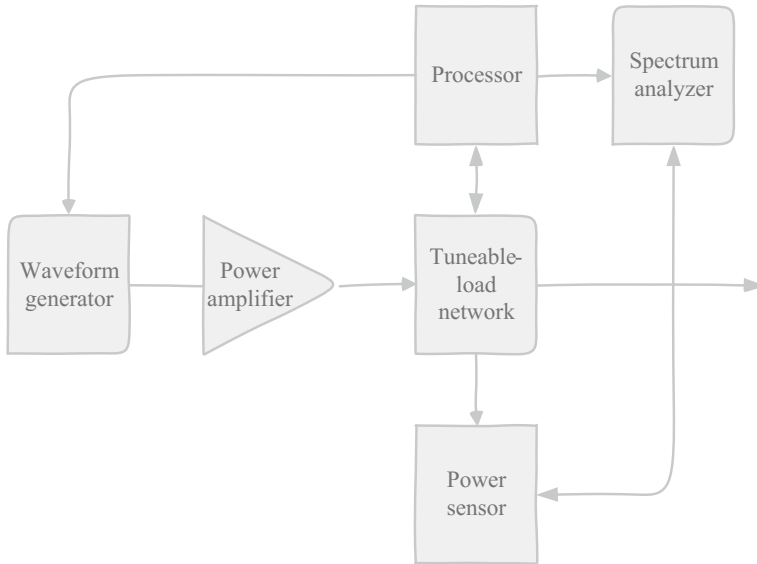 Processor
Spectrum
analyzer
Waveform
generator
Power
amplifier
Tuneable-
load
network
Power
sensor